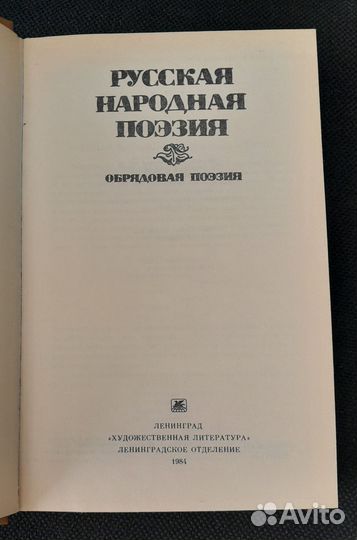 РУССКАЯ
НАРОДНАЯ
ПОЭЗИЯ
ОБРЯДОВАЯ ПОЭЗИЯ
ЛЕНИНГРАД
«ХУДОЖЕСТВЕННАЯ ЛИТЕРАТУРА»
ЛЕНИНГРАДСКОЕ ОТДЕЛЕНИЕ
1984
Avito